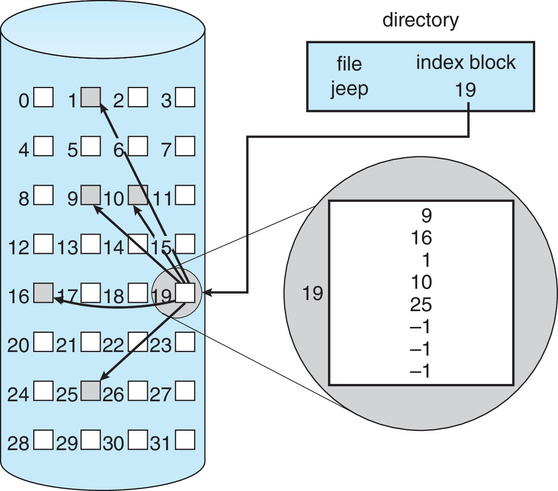 directory
file index block
jeep 19
0 1 2 3
4 5 6 7
8 9 10 11
12 13 14 15
16 17 18 19
20 21 22 23
24 25 26 27
28 29 30 31
19
9
16
1
10
25
–1
–1
–1